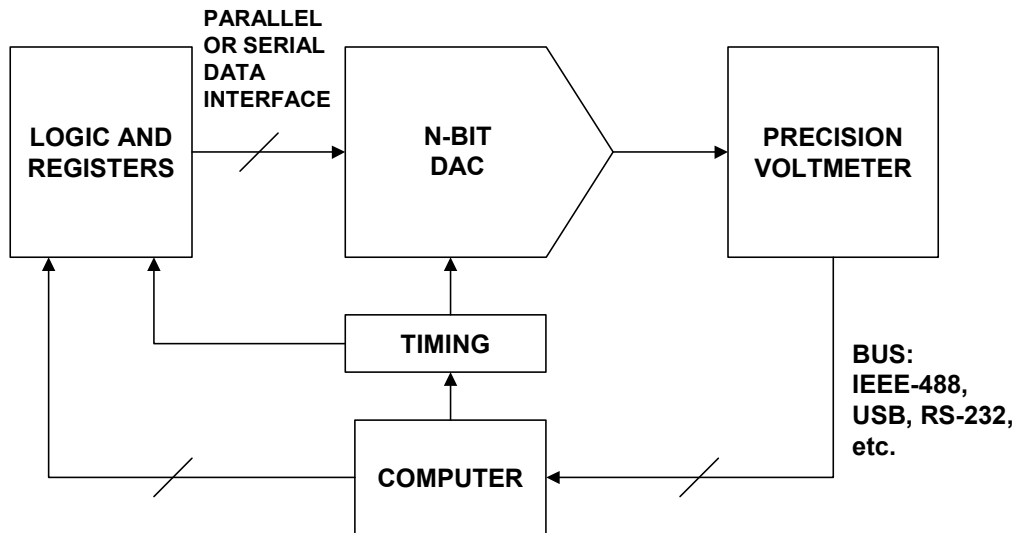 PARALLEL
OR SERIAL
DATA
INTERFACE
LOGIC AND
REGISTERS
N-BIT
DAC
PRECISION
VOLTMETER
TIMING
BUS:
IEEE-488,
USB, RS-232,
etc.
COMPUTER